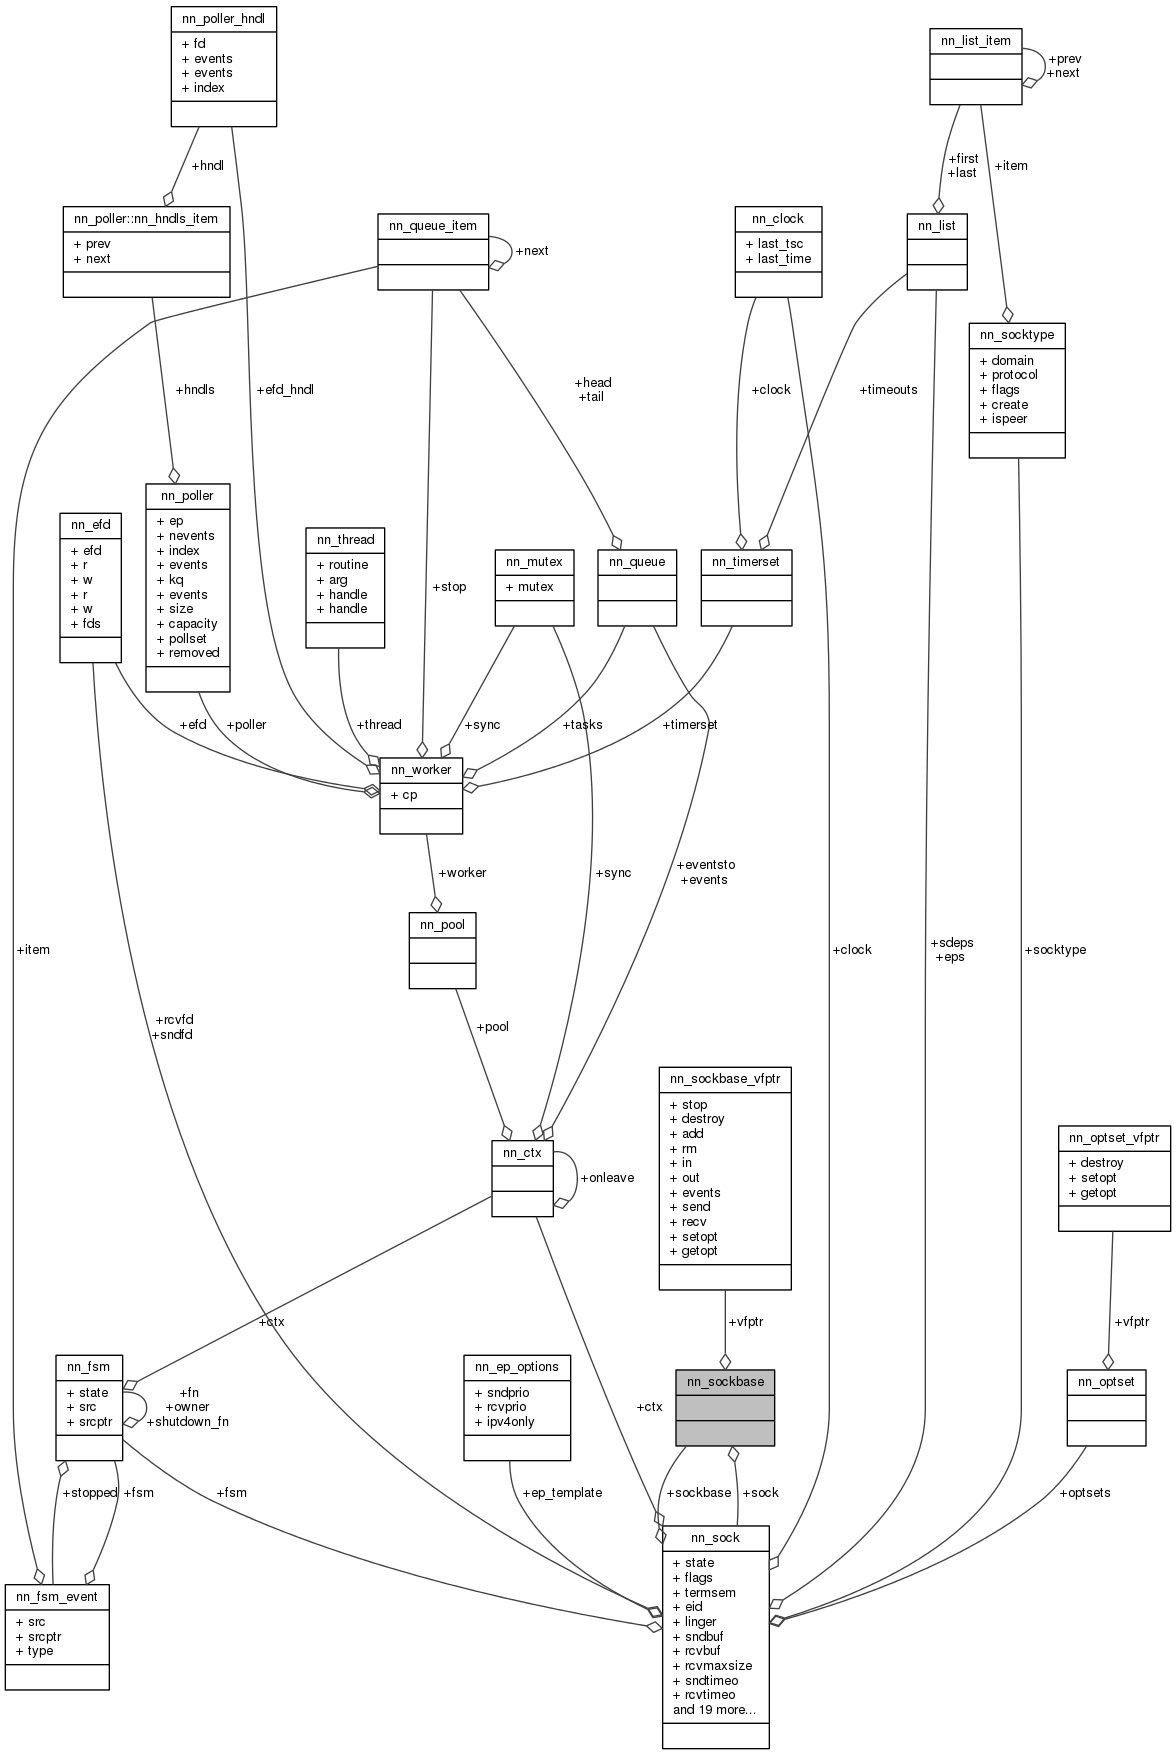 nn_poller_hndl
+ fd
+ events
+ events
+ index
nn_list_item
+prev
+next
+hndl
+first
+last
+item
nn_poller::nn_hndls_item
+ prev
+ next
nn_queue_item
+next
nn_clock
+ last_tsc
+ last_time
nn_list
nn_socktype
+ domain
+ protocol
+ flags
+ create
+ ispeer
+hndls
+efd_hndl
+head
+tail
+clock
+timeouts
nn_poller
+ ep
+ nevents
+ index
+ events
+ kq
+ events
+ size
+ capacity
+ pollset
+ removed
nn_efd
+ efd
+ r
+ w
+ r
+ w
+ fds
nn_thread
+ routine
+ arg
+ handle
+ handle
nn_mutex
+ mutex
nn_queue
nn_timerset
+stop
+efd
+poller
+thread
+sync
+tasks
+timerset
nn_worker
+ cp
+worker
+sync
+eventsto
+events
nn_pool
+item
+clock
+sdeps
+eps
+socktype
+rcvfd
+sndfd
+pool
nn_sockbase_vfptr
+ stop
+ destroy
+ add
+ rm
+ in
+ out
+ events
+ send
+ recv
+ setopt
+ getopt
nn_optset_vfptr
+ destroy
+ setopt
+ getopt
nn_ctx
+onleave
+ctx
+vfptr
+vfptr
nn_fsm
+ state
+ src
+ srcptr
+fn
+owner
+shutdown_fn
nn_ep_options
+ sndprio
+ rcvprio
+ ipv4only
+ctx
nn_sockbase
nn_optset
+stopped
+fsm
+fsm
+ep_template
+sockbase
+sock
+optsets
nn_sock
+ state
+ flags
+ termsem
+ eid
+ linger
+ sndbuf
+ rcvbuf
+ rcvmaxsize
+ sndtimeo
+ rcvtimeo
and 19 more...
nn_fsm_event
+ src
+ srcptr
+ type